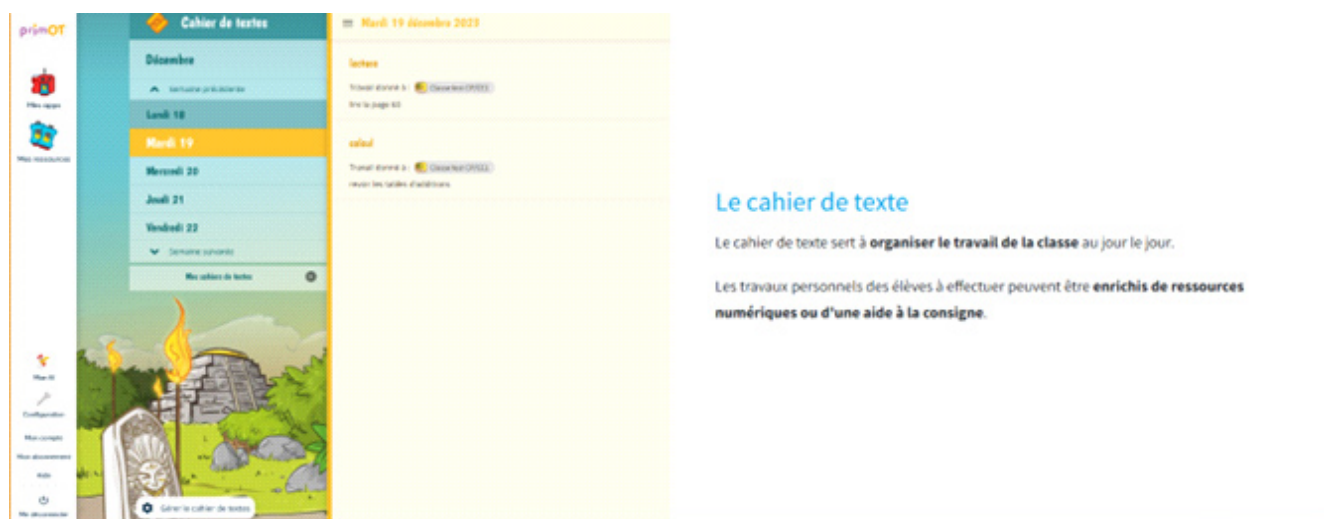 primOT
Mes apps
Mes ressources
Mon fil
Configuration
Mon compte
Mon abonnement
Aide
Me déconnecter
Cahier de textes
Décembre
Semaine précédente
Lundi 18
Mardi 19
Mercredi 20
Jeudi 21
Vendredi 22
Semaine suivante
Mes cahiers de textes
Gérer le cahier de textes
Mardi 19 décembre 2023
lecture
Travail donné à :
lire la page 60
calcul
Travail donné à :
revoir les tables d'additions
Le cahier de texte
Le cahier de texte sert à organiser le travail de la classe au jour le jour.
Les travaux personnels des élèves à effectuer peuvent être enrichis de ressources
numériques ou d'une aide à la consigne.